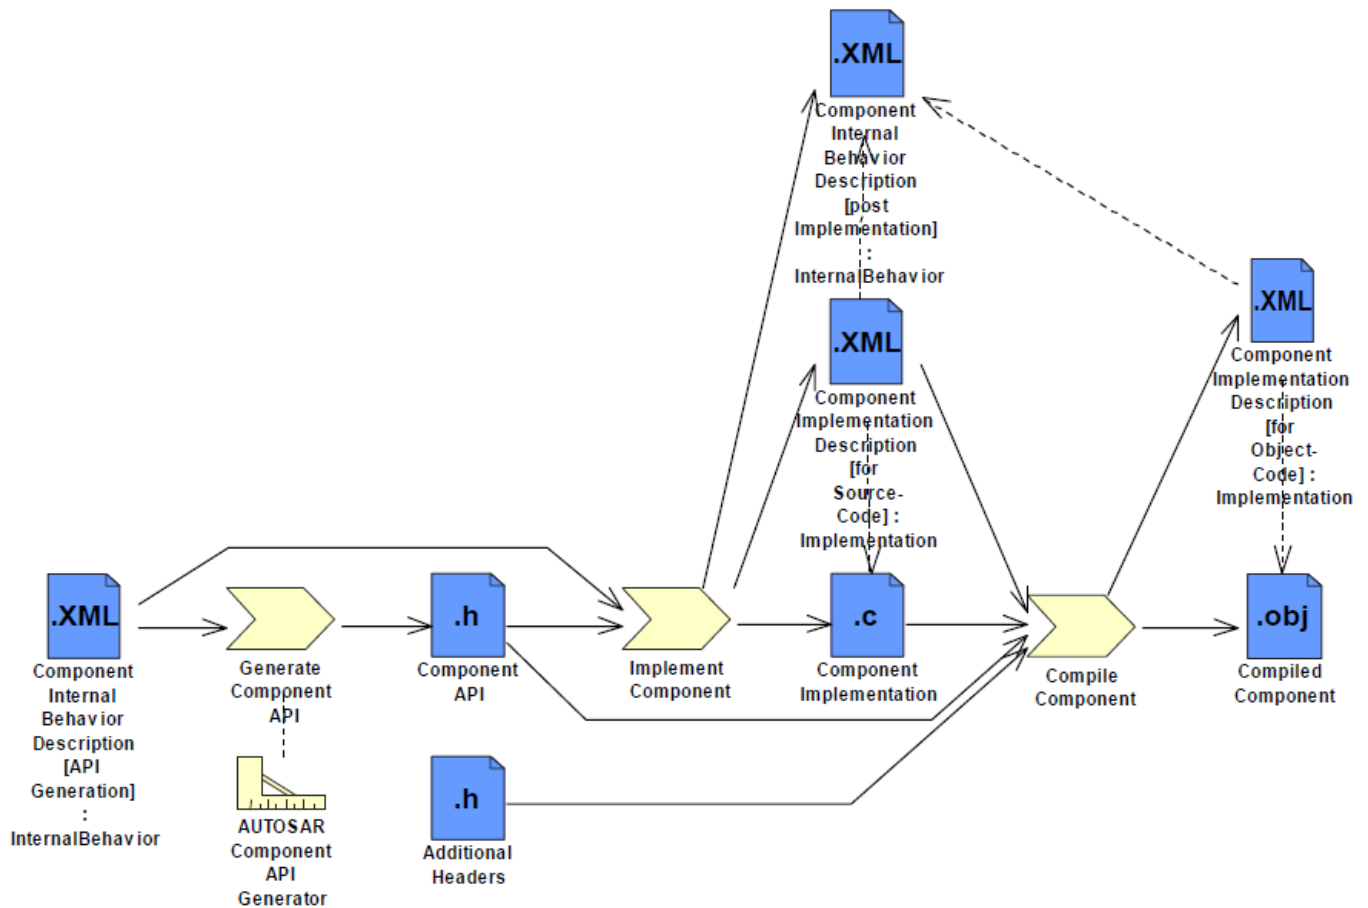 .XML
Component
Internal
Behavior
Description
[post
Implementation]
:
InternalBehavior
.XML
Component
Implementation
Description
[for
Source-
Code] :
Implementation
.XML
Component
Implementation
Description
[for
Object-
Code] :
Implementation
.XML
Component
Internal
Behavior
Description
[API
Generation]
:
InternalBehavior
Generate
Component
API
AUTOSAR
Component
API
Generator
.h
Component
API
.h
Additional
Headers
Implement
Component
.c
Component
Implementation
Compile
Component
.obj
Compiled
Component